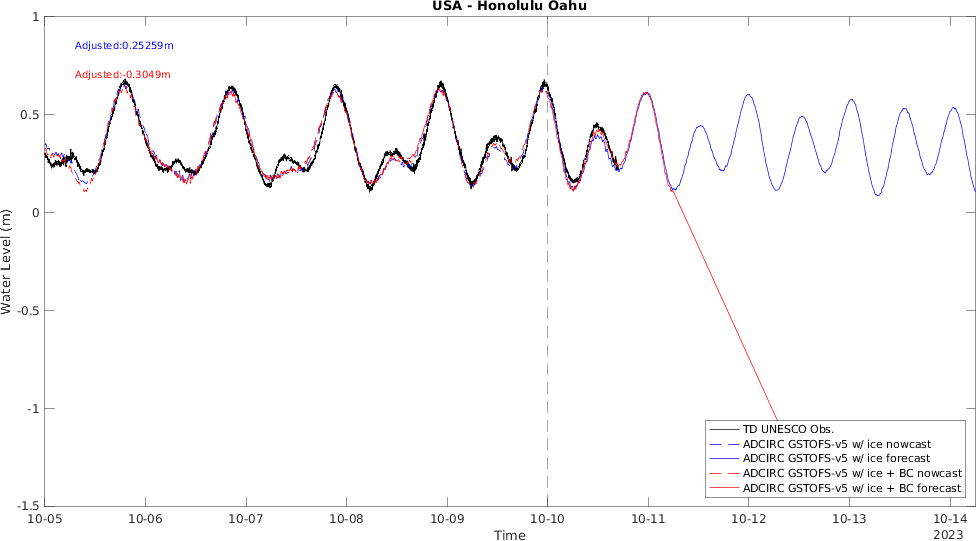 USA - Honolulu Oahu
Adjusted:0.25259m
Adjusted:-0.3049m
1
0.5
0
-0.5
-1
-1.5
Water Level (m)
TD UNESCO Obs.
ADCIRC GSTOFS-v5 w/ ice nowcast
ADCIRC GSTOFS-v5 w/ ice forecast
ADCIRC GSTOFS-v5 w/ ice + BC nowcast
ADCIRC GSTOFS-v5 w/ ice + BC forecast
10-05 10-06 10-07 10-08 10-09 10-10 10-11 10-12 10-13 10-14
Time
2023